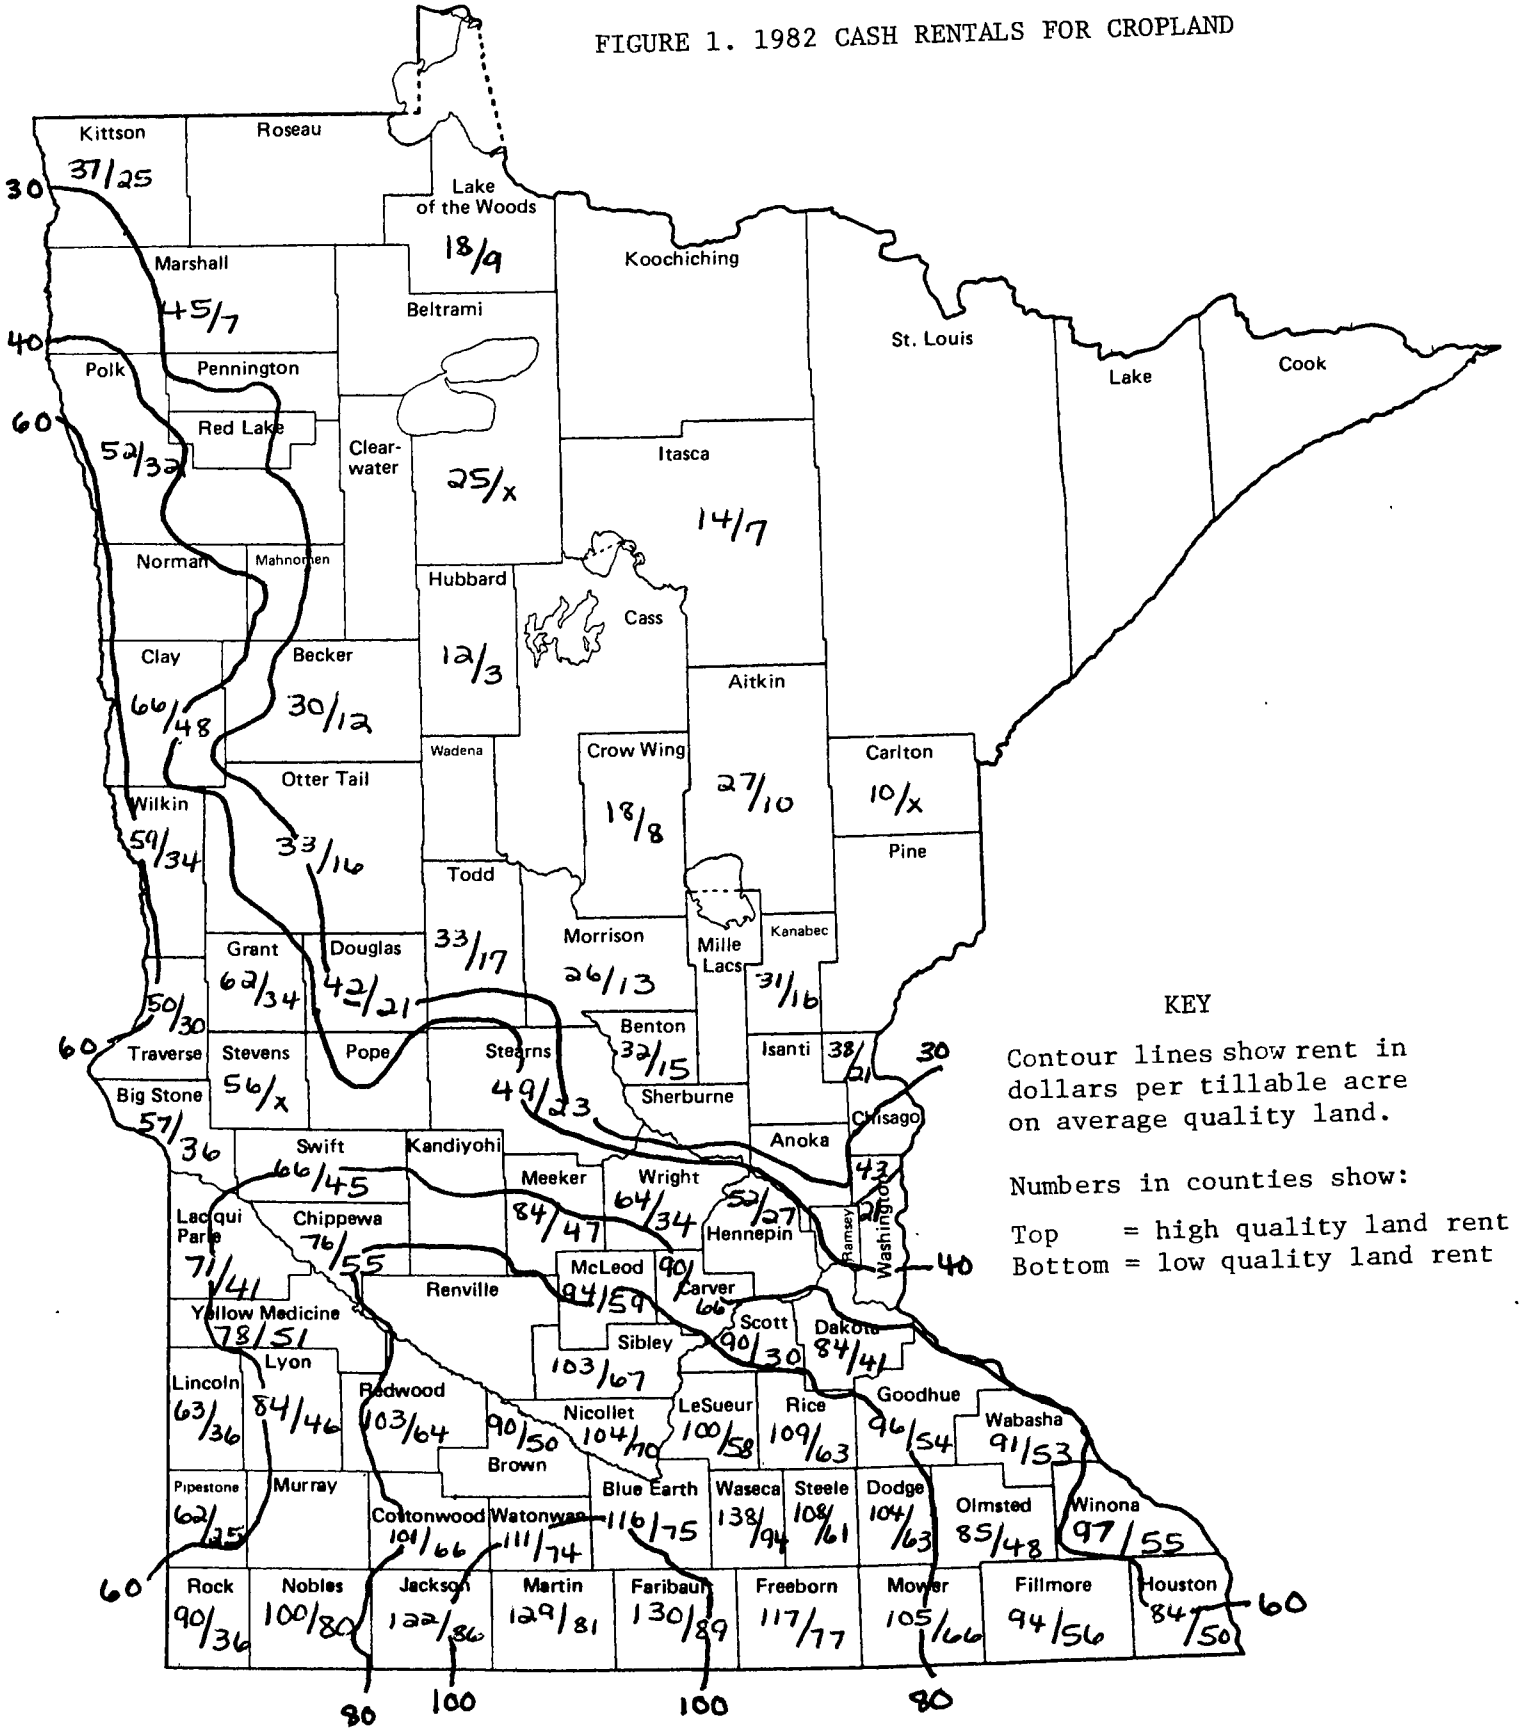 FIGURE 1. 1982 CASH RENTALS FOR CROPLAND
Kittson
37/25
Roseau
30
Lake
of the Woods
18/9
Marshall
45/7
Koochiching
Beltrami
25/x
St. Louis
Lake
Cook
40
Polk
52/32
Pennington
Red Lake
60
Clear-
water
Itasca
14/7
Norman
Mahnomen
Hubbard
12/3
Cass
Clay
66/48
Becker
30/12
Aitkin
27/10
Wadena
Crow Wing
18/8
Carlton
10/x
Otter Tail
33/16
Wilkin
59/34
Pine
Todd
33/17
Grant
62/34
Douglas
42/21
Morrison
26/13
Mille
Lacs
Kanabec
31/16
50/30
Traverse
60
Stevens
56/x
Pope
Stearns
49/23
Benton
32/15
Isanti
38/21
Chisago
30
Big Stone
57/36
Sherburne
Anoka
Swift
66/45
Kandiyohi
Meeker
84/47
Wright
64/34
52/27
Hennepin
Ramsey
43/21
Washington
40
Lac qui
Parle
71/41
Chippewa
76/55
Renville
McLeod
94/59
90/66
Carver
Yellow Medicine
78/51
Scott
90/30
Dakota
84/41
Sibley
103/67
Lincoln
63/36
Lyon
84/46
Redwood
103/64
90/50
Brown
Nicollet
104/70
LeSueur
100/58
Rice
109/63
Goodhue
96/54
Wabasha
91/53
Pipestone
62/25
Murray
Cottonwood
101/66
Watonwan
111/74
Blue Earth
116/75
Waseca
138/94
Steele
108/61
Dodge
104/63
Olmsted
85/48
Winona
97/55
60
Rock
90/36
Nobles
100/80
Jackson
122/86
Martin
129/81
Faribault
130/89
Freeborn
117/77
Mower
105/66
Fillmore
94/56
Houston
84/50
60
80
100
100
80
KEY
Contour lines show rent in
dollars per tillable acre
on average quality land.
Numbers in counties show:
Top = high quality land rent
Bottom = low quality land rent